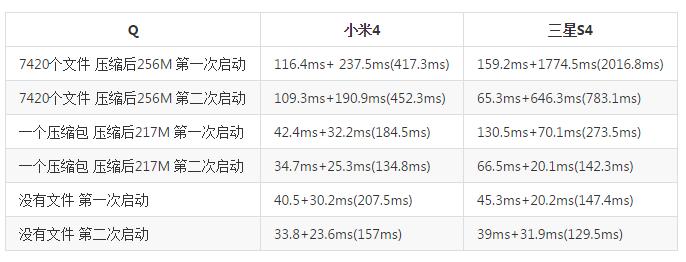 Q 小米4 三星S4
7420个文件 压缩后256M 第一次启动 116.4ms+ 237.5ms(417.3ms) 159.2ms+1774.5ms(2016.8ms)
7420个文件 压缩后256M 第二次启动 109.3ms+190.9ms(452.3ms) 65.3ms+646.3ms(783.1ms)
一个压缩包 压缩后217M 第一次启动 42.4ms+32.2ms(184.5ms) 130.5ms+70.1ms(273.5ms)
一个压缩包 压缩后217M 第二次启动 34.7ms+25.3ms(134.8ms) 66.5ms+20.1ms(142.3ms)
没有文件 第一次启动 40.5+30.2ms(207.5ms) 45.3ms+20.2ms(147.4ms)
没有文件 第二次启动 33.8+23.6ms(157ms) 39ms+31.9ms(129.5ms)